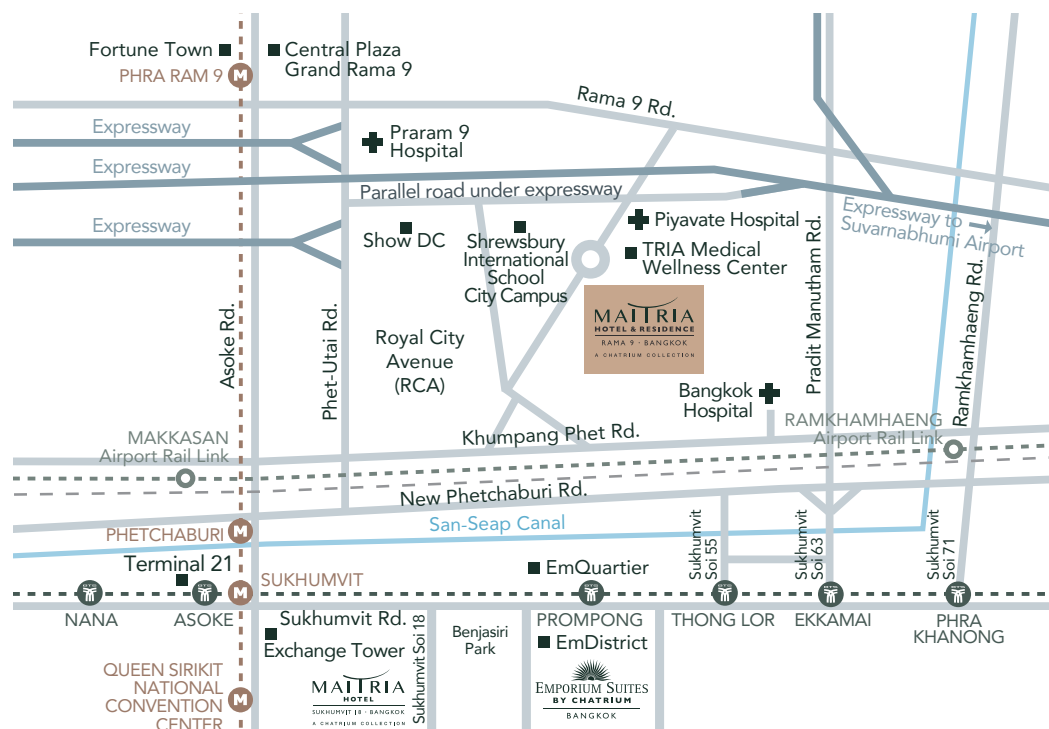 Fortune Town
Central Plaza
Grand Rama 9
PHRA RAM 9
M
Rama 9 Rd.
Expressway
Praram 9
Hospital
Expressway
Parallel road under expressway
Expressway
Show DC
Shrewsbury
International
School
City Campus
Piyavate Hospital
TRIA Medical
Wellness Center
Expressway to
Suvarnabhumi Airport
Asoke Rd.
Phet-Utai Rd.
Pradit Manutham Rd.
Ramkhamhaeng Rd.
MAITRIA
HOTEL & RESIDENCE
RAMA 9 · BANGKOK
A CHATRIUM COLLECTION
Royal City
Avenue
(RCA)
Bangkok
Hospital
MAKKASAN
Airport Rail Link
Khumpang Phet Rd.
RAMKHAMHAENG
Airport Rail Link
New Phetchaburi Rd.
PHETCHABURI
M
San-Seap Canal
Sukhumvit
Soi 55
Sukhumvit
Soi 63
Sukhumvit
Soi 71
Terminal 21
M
SUKHUMVIT
EmQuartier
BTS
BTS
BTS
BTS
BTS
BTS
NANA
ASOKE
Sukhumvit Rd.
PROMPONG
THONG LOR
EKKAMAI
PHRA
KHANONG
Exchange Tower
Sukhumvit Soi 18
Benjasiri
Park
EmDistrict
QUEEN SIRIKIT
NATIONAL
CONVENTION
CENTER
M
MAITRIA
HOTEL
SUKHUMVIT 18 · BANGKOK
A CHATRIUM COLLECTION
EMPORIUM SUITES
BY CHATRIUM
BANGKOK